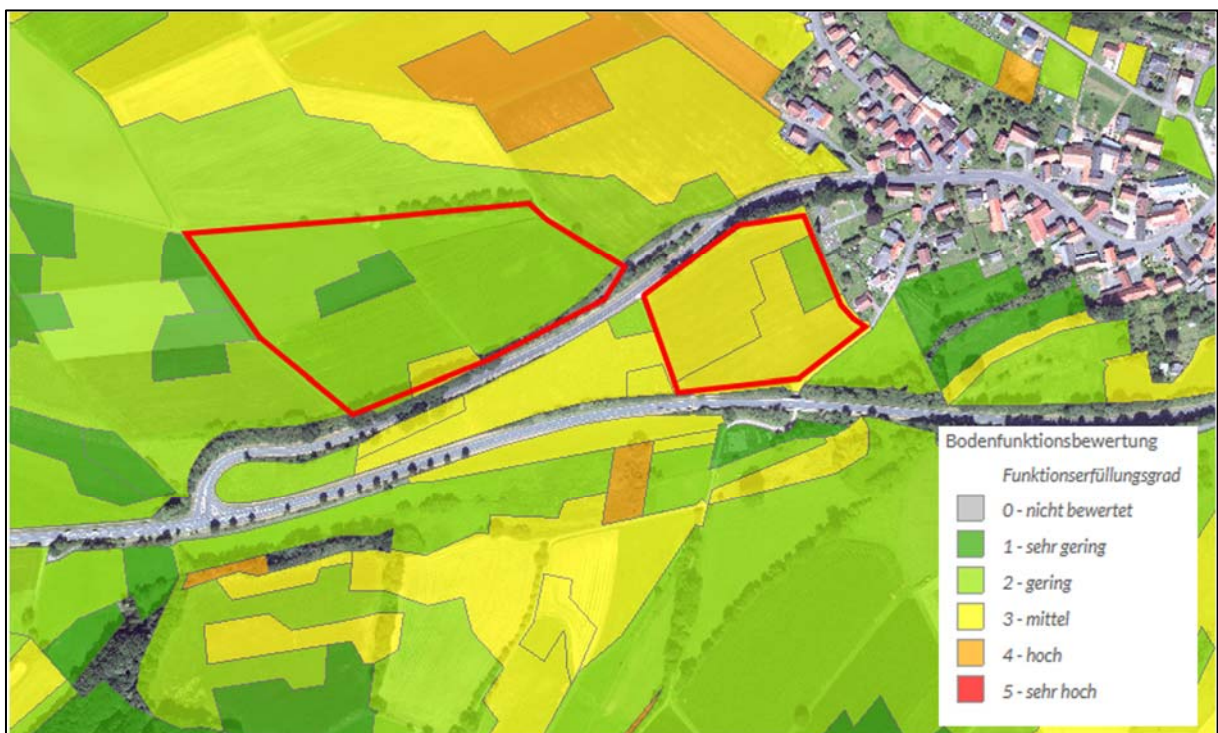 Bodenfunktionsbewertung
Funktionserfüllungsgrad
0 - nicht bewertet
1 - sehr gering
2 - gering
3 - mittel
4 - hoch
5 - sehr hoch